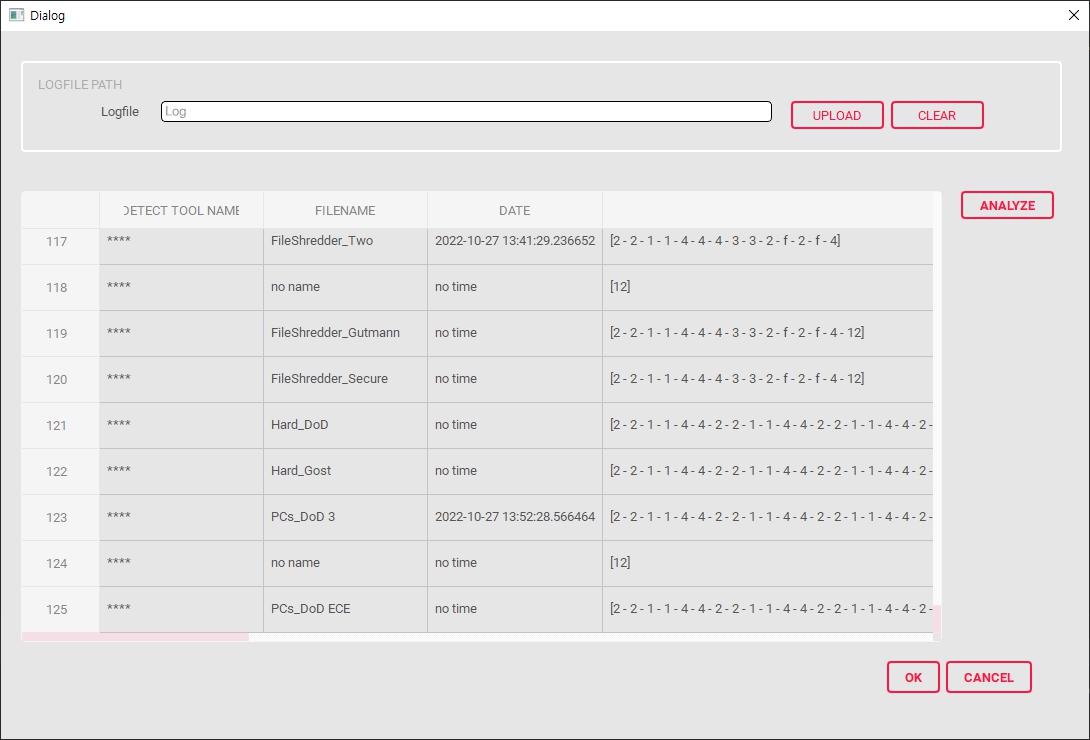 Dialog
LOGFILE PATH
Logfile Log UPLOAD CLEAR
DETECT TOOL NAME FILENAME DATE ANALYZE
117 **** FileShredder_Two 2022-10-27 13:41:29.236652 [2 - 2 - 1 - 1 - 4 - 4 - 4 - 3 - 3 - 2 - f - 2 - f - 4]
118 **** no name no time [12]
119 **** FileShredder_Gutmann no time [2 - 2 - 1 - 1 - 4 - 4 - 4 - 3 - 3 - 2 - f - 2 - f - 4 - 12]
120 **** FileShredder_Secure no time [2 - 2 - 1 - 1 - 4 - 4 - 4 - 3 - 3 - 2 - f - 2 - f - 4 - 12]
121 **** Hard_DoD no time [2 - 2 - 1 - 1 - 4 - 4 - 2 - 2 - 1 - 1 - 4 - 4 - 2 - 2 - 1 - 1 - 4 - 4 - 2 -
122 **** Hard_Gost no time [2 - 2 - 1 - 1 - 4 - 4 - 2 - 2 - 1 - 1 - 4 - 4 - 2 - 2 - 1 - 1 - 4 - 4 - 2 -
123 **** PCs_DoD 3 2022-10-27 13:52:28.566464 [2 - 2 - 1 - 1 - 4 - 4 - 2 - 2 - 1 - 1 - 4 - 4 - 2 - 2 - 1 - 1 - 4 - 4 - 2 -
124 **** no name no time [12]
125 **** PCs_DoD ECE no time [2 - 2 - 1 - 1 - 4 - 4 - 2 - 2 - 1 - 1 - 4 - 4 - 2 - 2 - 1 - 1 - 4 - 4 - 2 -
OK CANCEL